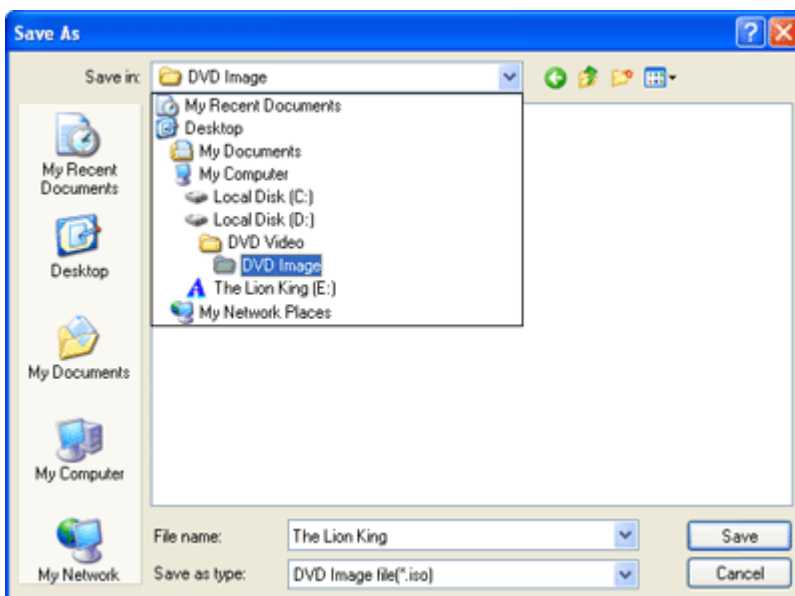 Save As
Save in:
DVD Image
My Recent Documents
Desktop
My Documents
My Computer
Local Disk (C:)
Local Disk (D:)
DVD Video
DVD Image
The Lion King (E:)
My Network Places
My Recent
Documents
Desktop
My Documents
My Computer
My Network
File name:
The Lion King
Save
Save as type:
DVD Image file(*.iso)
Cancel